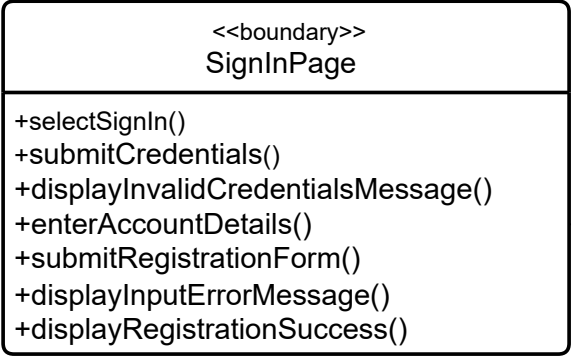 <<boundary>>
SignInPage
+selectSignIn()
+submitCredentials()
+displayInvalidCredentialsMessage()
+enterAccountDetails()
+submitRegistrationForm()
+displayInputErrorMessage()
+displayRegistrationSuccess()